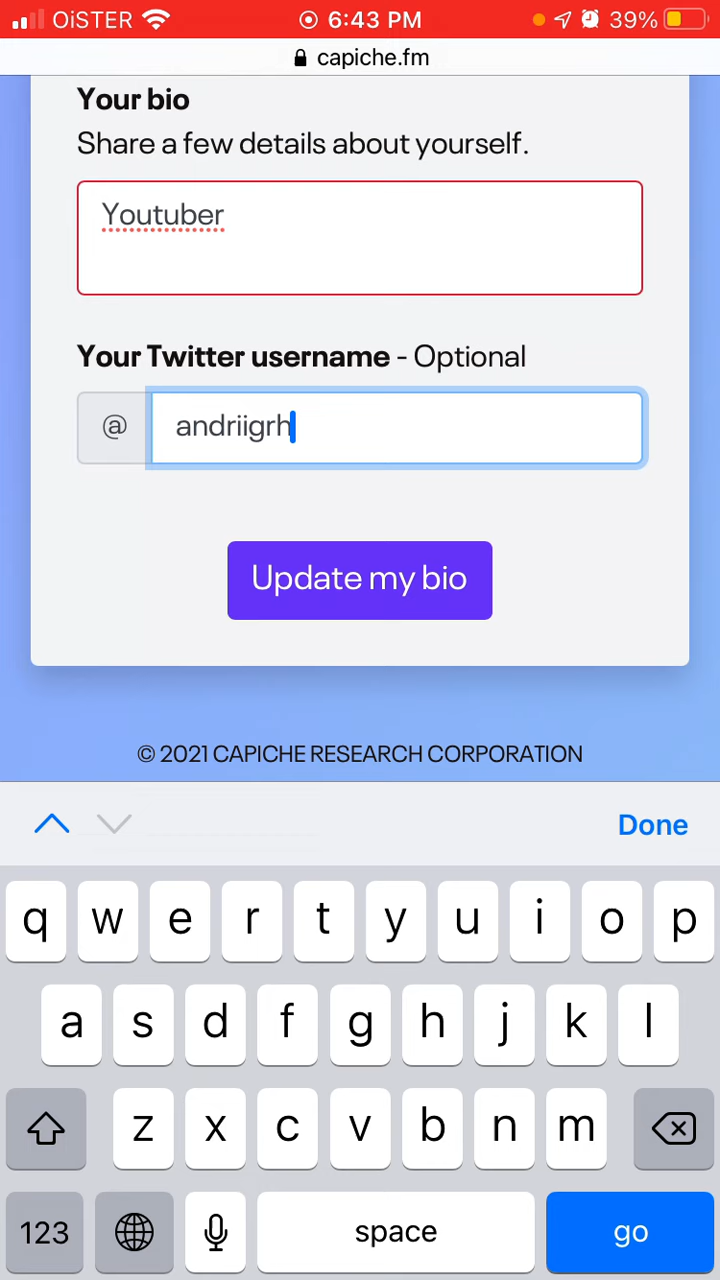 OiSTER 6:43 PM 39%
capiche.fm
Your bio
Share a few details about yourself.
Youtuber
Your Twitter username - Optional
@ andriigrh
Update my bio
© 2021 CAPICHE RESEARCH CORPORATION
Done
q w e r t y u i o p
a s d f g h j k l
z x c v b n m
123 space go